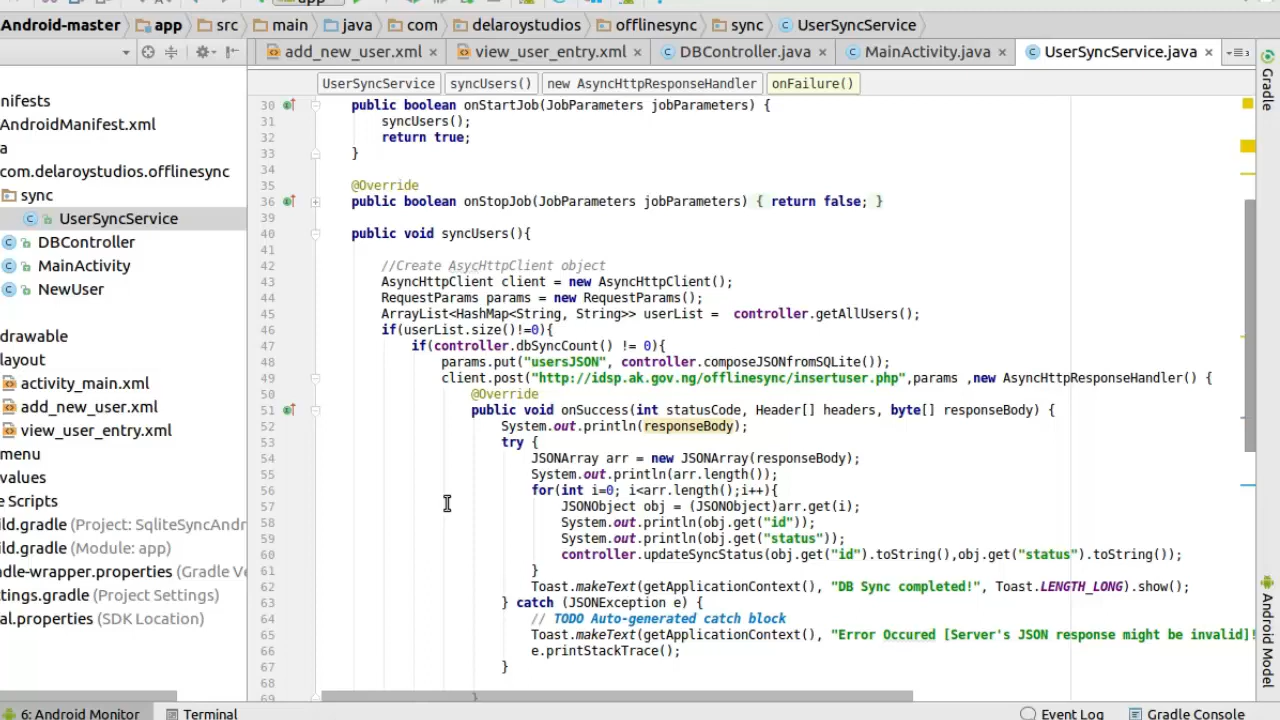 app
Android-master app src main java com delaroystudios offlinesync sync UserSyncService
add_new_user.xml × view_user_entry.xml × DBController.java × MainActivity.java × UserSyncService.java ×
UserSyncService syncUsers() new AsyncHttpResponseHandler onFailure()
nifests
AndroidManifest.xml
a
com.delaroystudios.offlinesync
sync
UserSyncService
DBController
MainActivity
NewUser
drawable
layout
activity_main.xml
add_new_user.xml
view_user_entry.xml
menu
values
e Scripts
ild.gradle (Project: SqliteSyncAndr
ild.gradle (Module: app)
dle-wrapper.properties (Gradle Ve
ttings.gradle (Project Settings)
al.properties (SDK Location)
30 public boolean onStartJob(JobParameters jobParameters) {
31 syncUsers();
32 return true;
33 }
34
35 @Override
36 public boolean onStopJob(JobParameters jobParameters) { return false; }
39
40 public void syncUsers(){
41
42 //Create AsycHttpClient object
43 AsyncHttpClient client = new AsyncHttpClient();
44 RequestParams params = new RequestParams();
45 ArrayList<HashMap<String, String>> userList = controller.getAllUsers();
46 if(userList.size()!=0){
47 if(controller.dbSyncCount() != 0){
48 params.put("usersJSON", controller.composeJSONfromSQLite());
49 client.post("http://idsp.ak.gov.ng/offlinesync/insertuser.php",params ,new AsyncHttpResponseHandler() {
50 @Override
51 public void onSuccess(int statusCode, Header[] headers, byte[] responseBody) {
52 System.out.println(responseBody);
53 try {
54 JSONArray arr = new JSONArray(responseBody);
55 System.out.println(arr.length());
56 for(int i=0; i<arr.length();i++){
57 JSONObject obj = (JSONObject)arr.get(i);
58 System.out.println(obj.get("id"));
59 System.out.println(obj.get("status"));
60 controller.updateSyncStatus(obj.get("id").toString(),obj.get("status").toString());
61 }
62 Toast.makeText(getApplicationContext(), "DB Sync completed!", Toast.LENGTH_LONG).show();
63 } catch (JSONException e) {
64 // TODO Auto-generated catch block
65 Toast.makeText(getApplicationContext(), "Error Occured [Server's JSON response might be invalid]!
66 e.printStackTrace();
67 }
68
69 }
Gradle
Android Model
6: Android Monitor Terminal Event Log Gradle Console